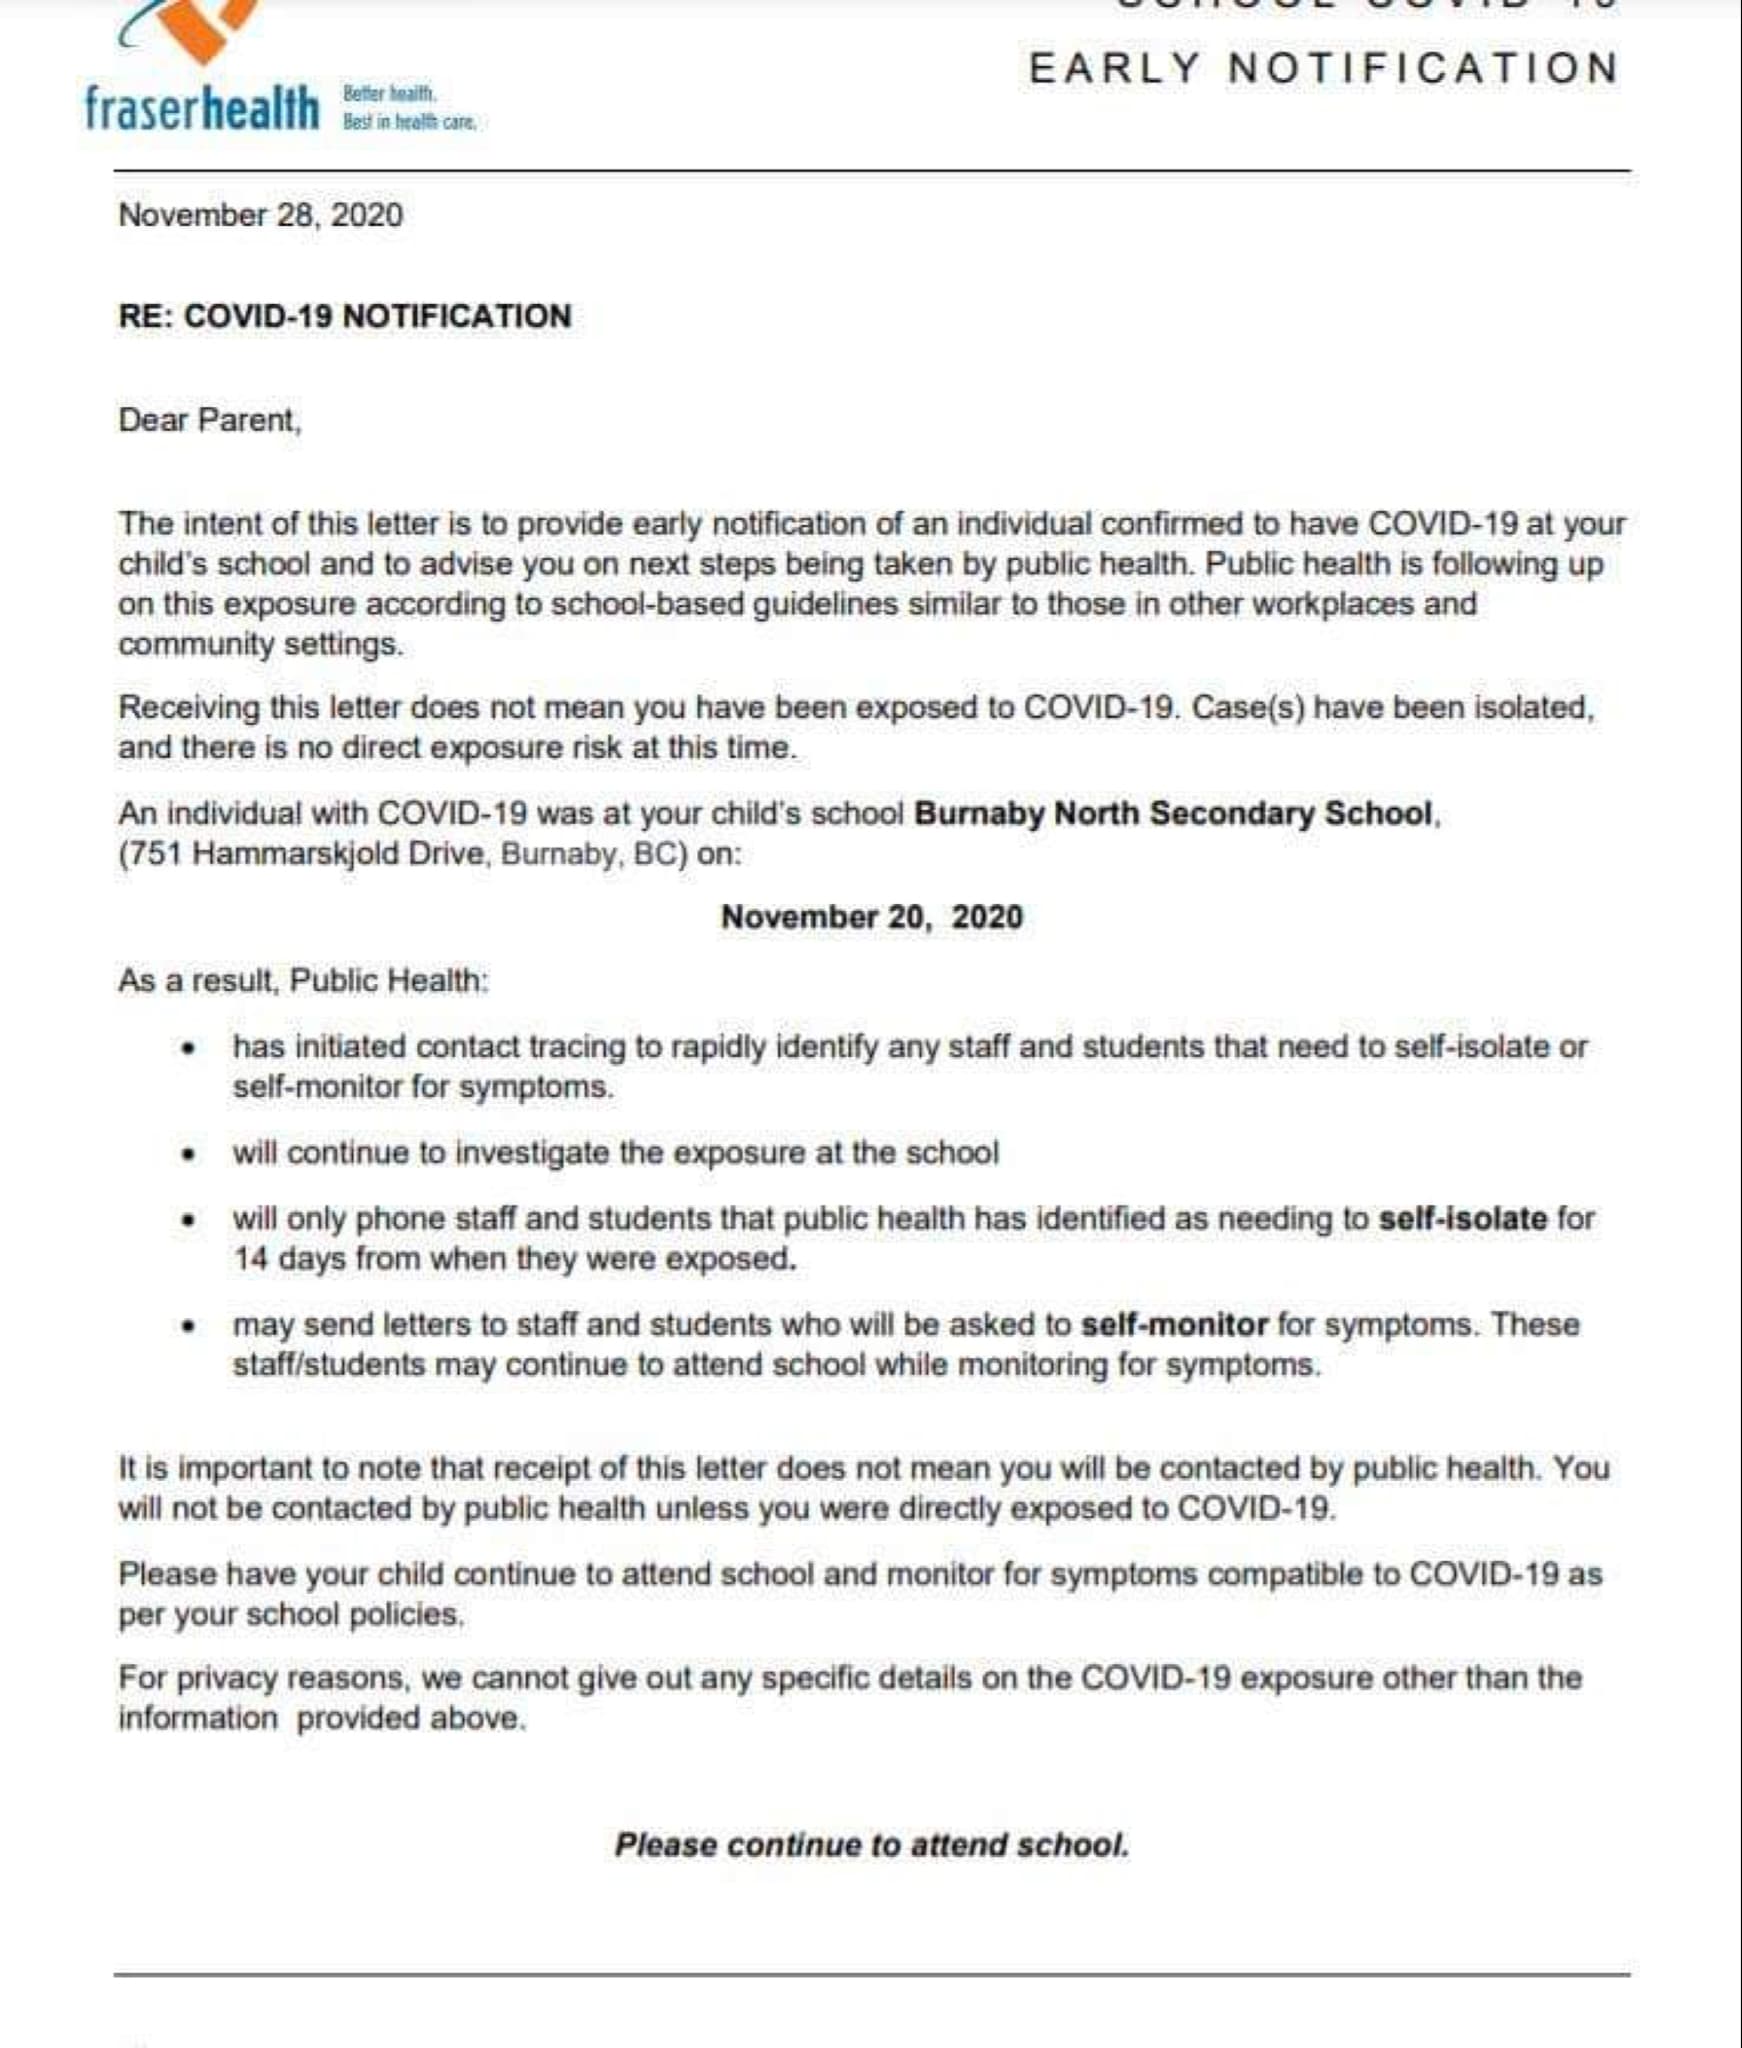 SCHOOL COVID-19
EARLY NOTIFICATION
fraserhealth
Better health.
Best in health care.
November 28, 2020
RE: COVID-19 NOTIFICATION
Dear Parent,
The intent of this letter is to provide early notification of an individual confirmed to have COVID-19 at your
child's school and to advise you on next steps being taken by public health. Public health is following up
on this exposure according to school-based guidelines similar to those in other workplaces and
community settings.
Receiving this letter does not mean you have been exposed to COVID-19. Case(s) have been isolated,
and there is no direct exposure risk at this time.
An individual with COVID-19 was at your child's school Burnaby North Secondary School,
(751 Hammarskjold Drive, Burnaby, BC) on:
November 20, 2020
As a result, Public Health:
• has initiated contact tracing to rapidly identify any staff and students that need to self-isolate or
self-monitor for symptoms.
• will continue to investigate the exposure at the school
• will only phone staff and students that public health has identified as needing to self-isolate for
14 days from when they were exposed.
• may send letters to staff and students who will be asked to self-monitor for symptoms. These
staff/students may continue to attend school while monitoring for symptoms.
It is important to note that receipt of this letter does not mean you will be contacted by public health. You
will not be contacted by public health unless you were directly exposed to COVID-19.
Please have your child continue to attend school and monitor for symptoms compatible to COVID-19 as
per your school policies.
For privacy reasons, we cannot give out any specific details on the COVID-19 exposure other than the
information provided above.
Please continue to attend school.